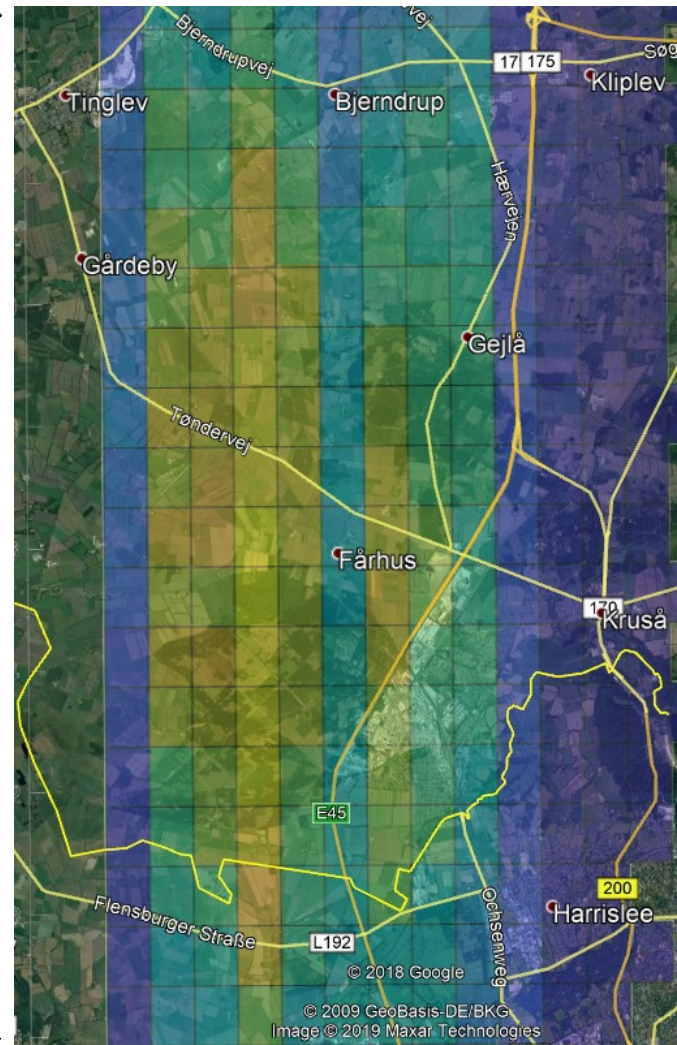 vej
Bjerndrupvej
17 175
Søg
Kliplev
Tinglev
Bjerndrup
Hærvejen
Gårdeby
Gejlå
Tøndervej
Fårhus
170
Kruså
E45
200
Flensburger Straße
Ochsenweg
Harrislee
L192
© 2018 Google
© 2009 GeoBasis-DE/BKG
Image © 2019 Maxar Technologies